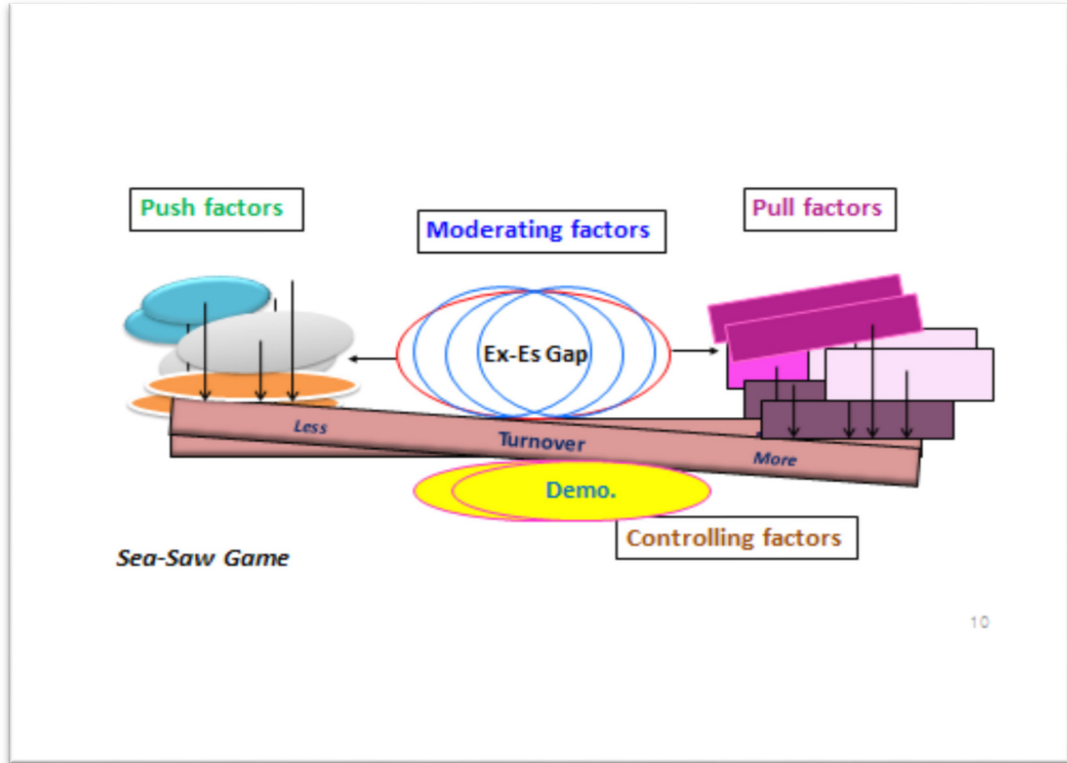 Push factors
Moderating factors
Pull factors
Ex-Es Gap
Less
Turnover
More
Demo.
Controlling factors
Sea-Saw Game
10